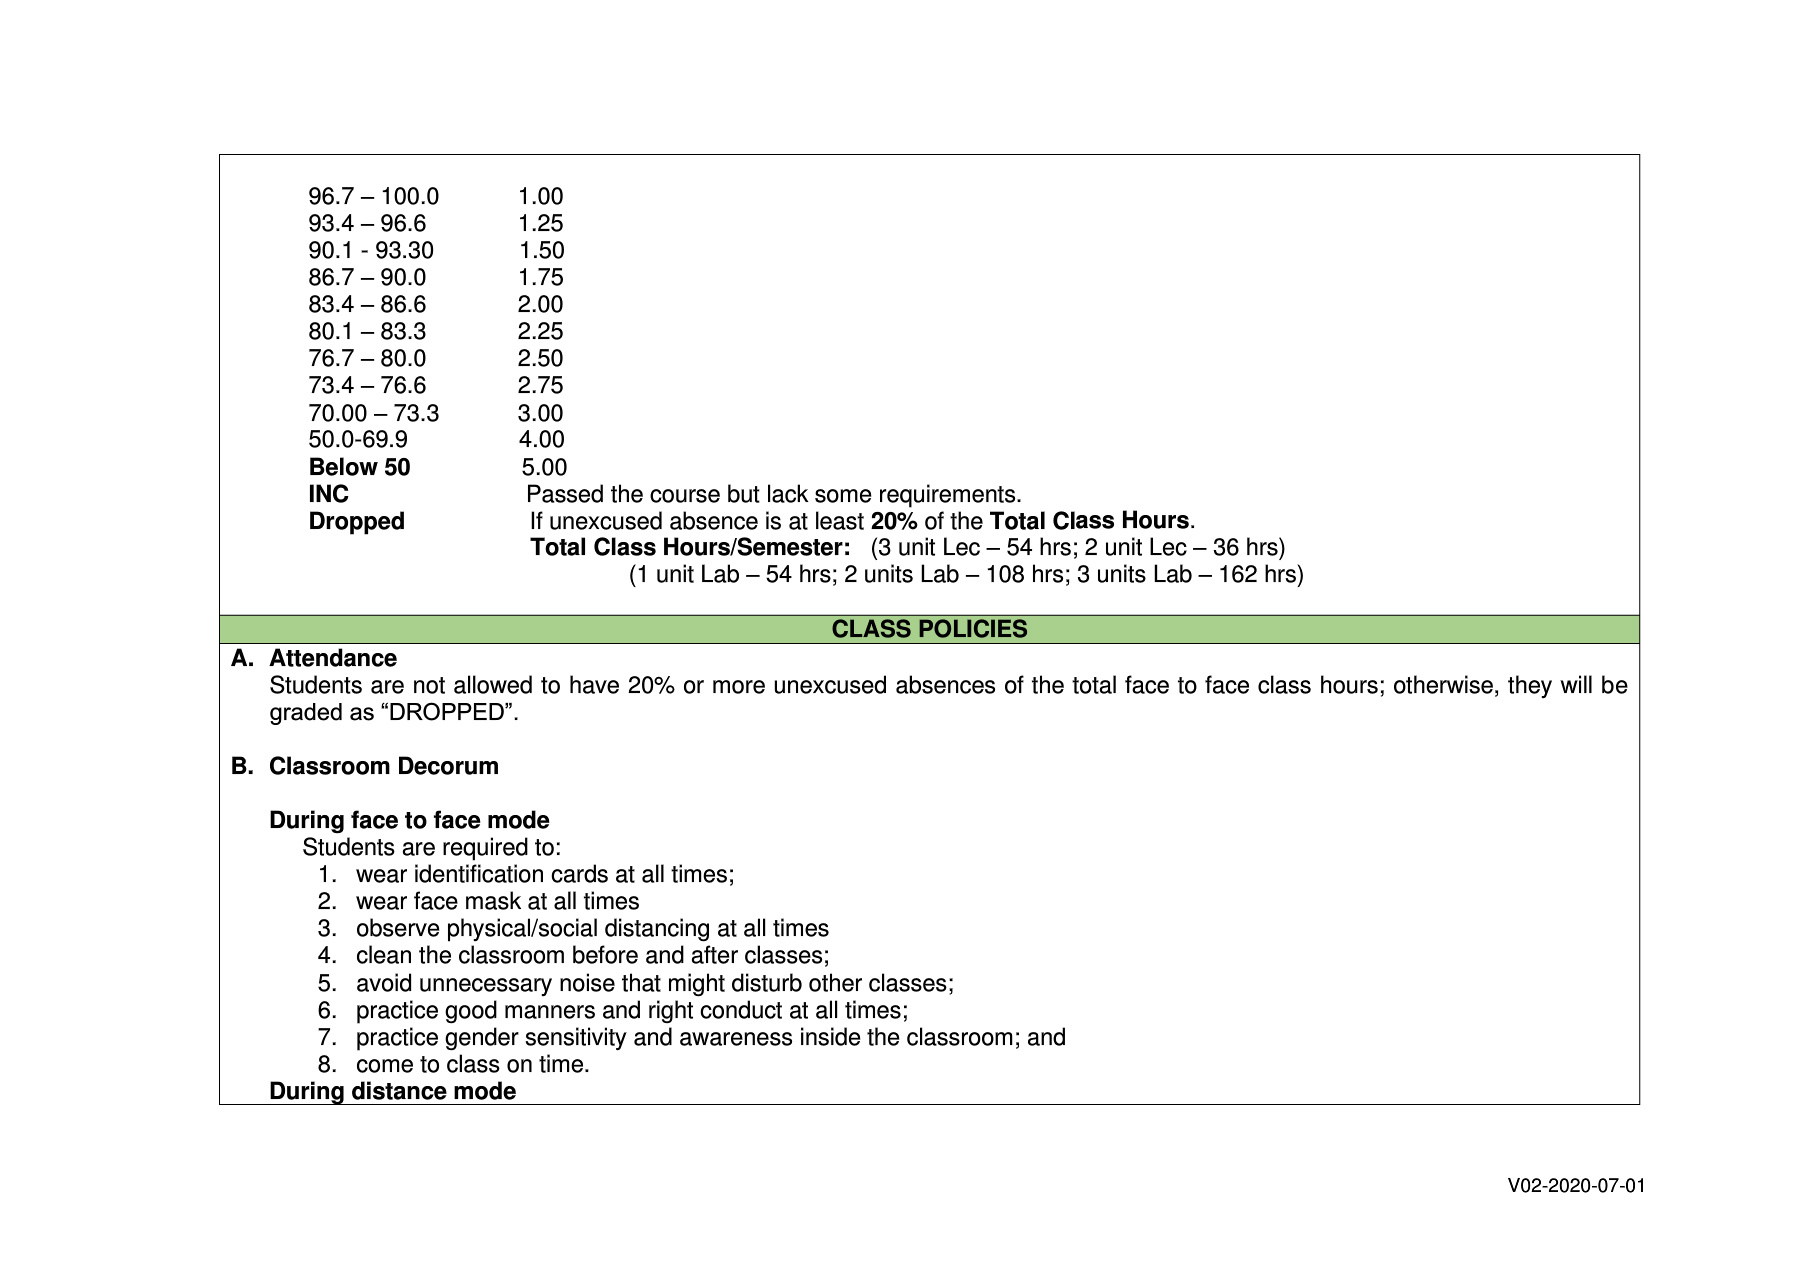 96.7 – 100.0 1.00
93.4 – 96.6 1.25
90.1 - 93.30 1.50
86.7 – 90.0 1.75
83.4 – 86.6 2.00
80.1 – 83.3 2.25
76.7 – 80.0 2.50
73.4 – 76.6 2.75
70.00 – 73.3 3.00
50.0-69.9 4.00
Below 50 5.00
INC Passed the course but lack some requirements.
Dropped If unexcused absence is at least 20% of the Total Class Hours.
Total Class Hours/Semester: (3 unit Lec – 54 hrs; 2 unit Lec – 36 hrs)
(1 unit Lab – 54 hrs; 2 units Lab – 108 hrs; 3 units Lab – 162 hrs)
CLASS POLICIES
A. Attendance
Students are not allowed to have 20% or more unexcused absences of the total face to face class hours; otherwise, they will be
graded as “DROPPED”.
B. Classroom Decorum
During face to face mode
Students are required to:
1. wear identification cards at all times;
2. wear face mask at all times
3. observe physical/social distancing at all times
4. clean the classroom before and after classes;
5. avoid unnecessary noise that might disturb other classes;
6. practice good manners and right conduct at all times;
7. practice gender sensitivity and awareness inside the classroom; and
8. come to class on time.
During distance mode
V02-2020-07-01